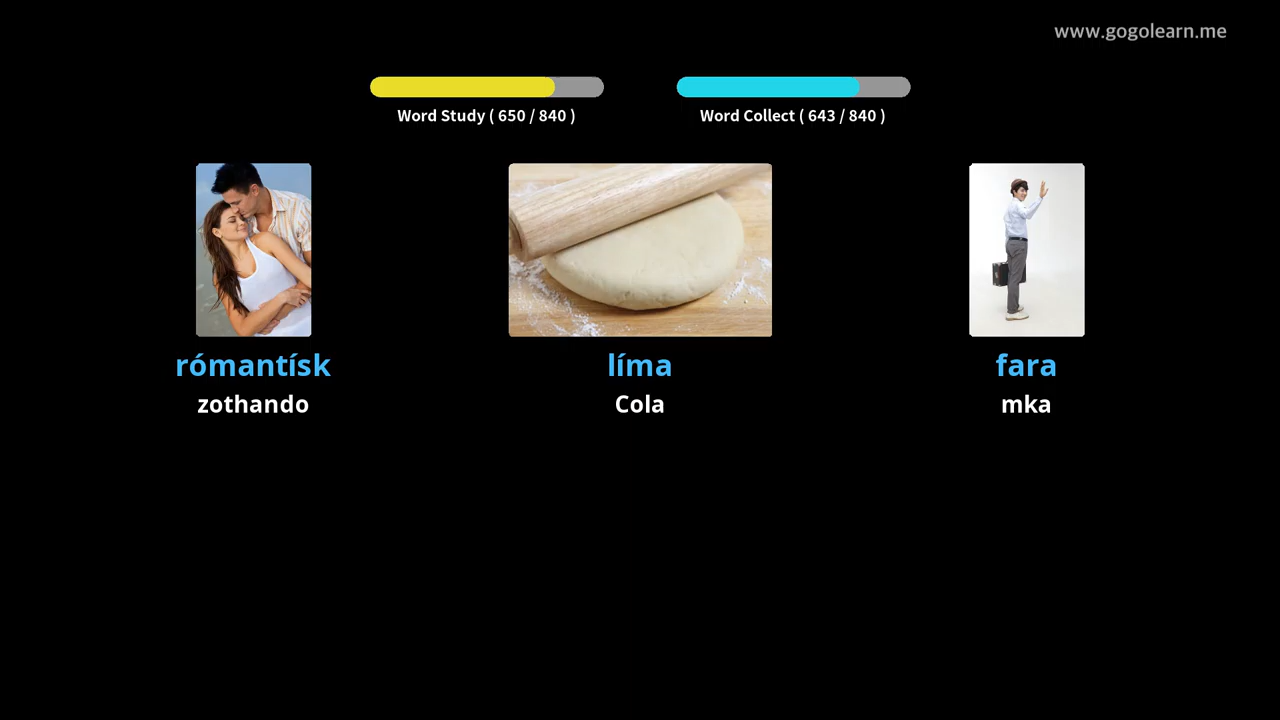 www.gogolearn.me
Word Study ( 650 / 840 )
Word Collect ( 643 / 840 )
rómantísk
líma
fara
zothando
Cola
mka